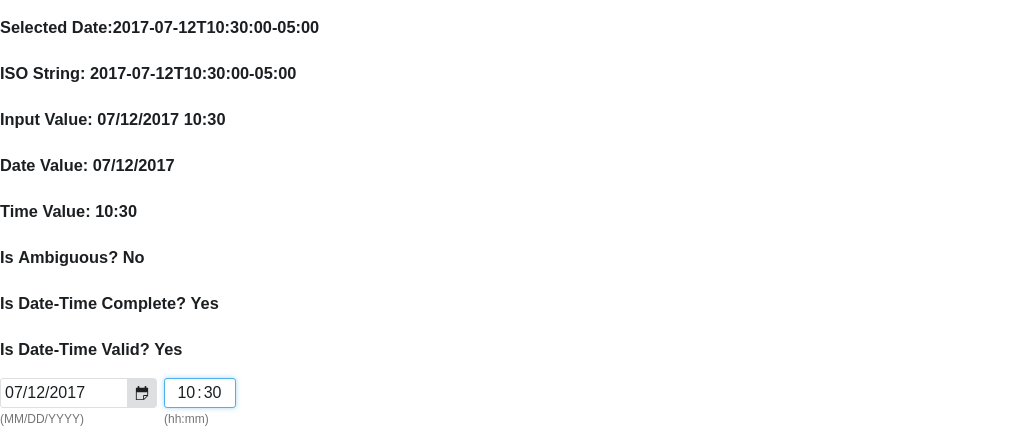 Selected Date:2017-07-12T10:30:00-05:00
ISO String: 2017-07-12T10:30:00-05:00
Input Value: 07/12/2017 10:30
Date Value: 07/12/2017
Time Value: 10:30
Is Ambiguous? No
Is Date-Time Complete? Yes
Is Date-Time Valid? Yes
07/12/2017 10:30
(MM/DD/YYYY) (hh:mm)